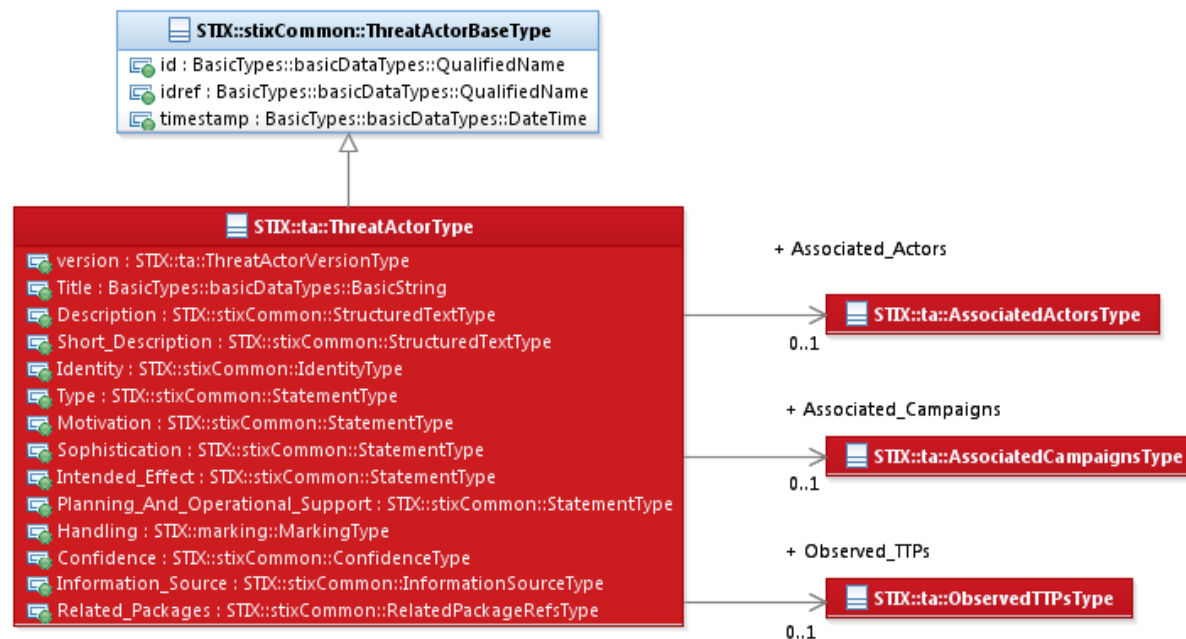 STIX::stixCommon::ThreatActorBaseType
id : BasicTypes::basicDataTypes::QualifiedName
idref : BasicTypes::basicDataTypes::QualifiedName
timestamp : BasicTypes::basicDataTypes::DateTime
STIX::ta::ThreatActorType
version : STIX::ta::ThreatActorVersionType
Title : BasicTypes::basicDataTypes::BasicString
Description : STIX::stixCommon::StructuredTextType
Short_Description : STIX::stixCommon::StructuredTextType
Identity : STIX::stixCommon::IdentityType
Type : STIX::stixCommon::StatementType
Motivation : STIX::stixCommon::StatementType
Sophistication : STIX::stixCommon::StatementType
Intended_Effect : STIX::stixCommon::StatementType
Planning_And_Operational_Support : STIX::stixCommon::StatementType
Handling : STIX::marking::MarkingType
Confidence : STIX::stixCommon::ConfidenceType
Information_Source : STIX::stixCommon::InformationSourceType
Related_Packages : STIX::stixCommon::RelatedPackageRefsType
+ Associated_Actors
STIX::ta::AssociatedActorsType
0..1
+ Associated_Campaigns
STIX::ta::AssociatedCampaignsType
0..1
+ Observed_TTPs
STIX::ta::ObservedTTPsType
0..1